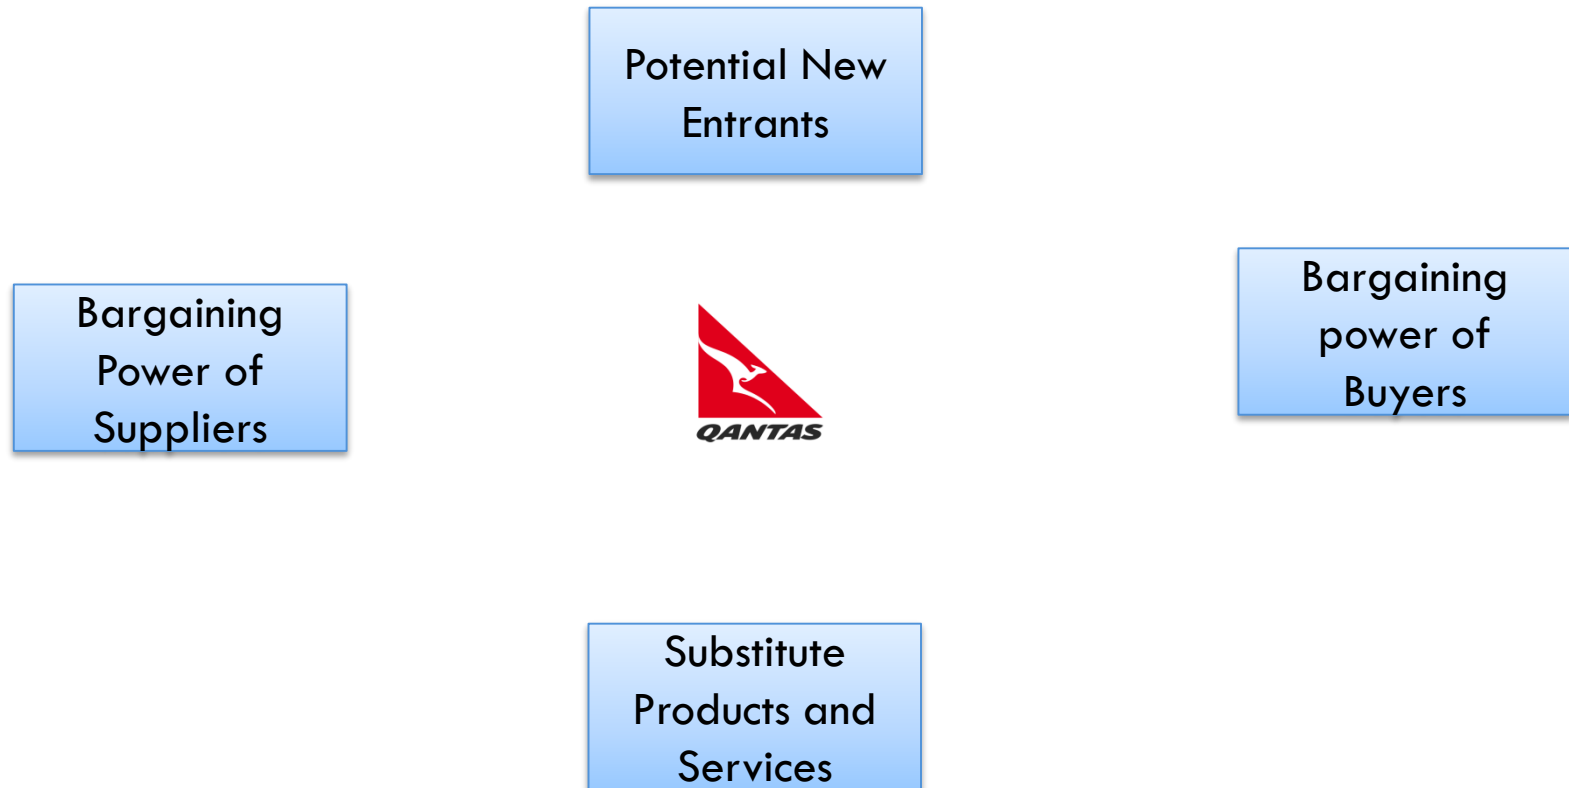 Potential New
Entrants
Bargaining
Power of
Suppliers
QANTAS
Bargaining
power of
Buyers
Substitute
Products and
Services